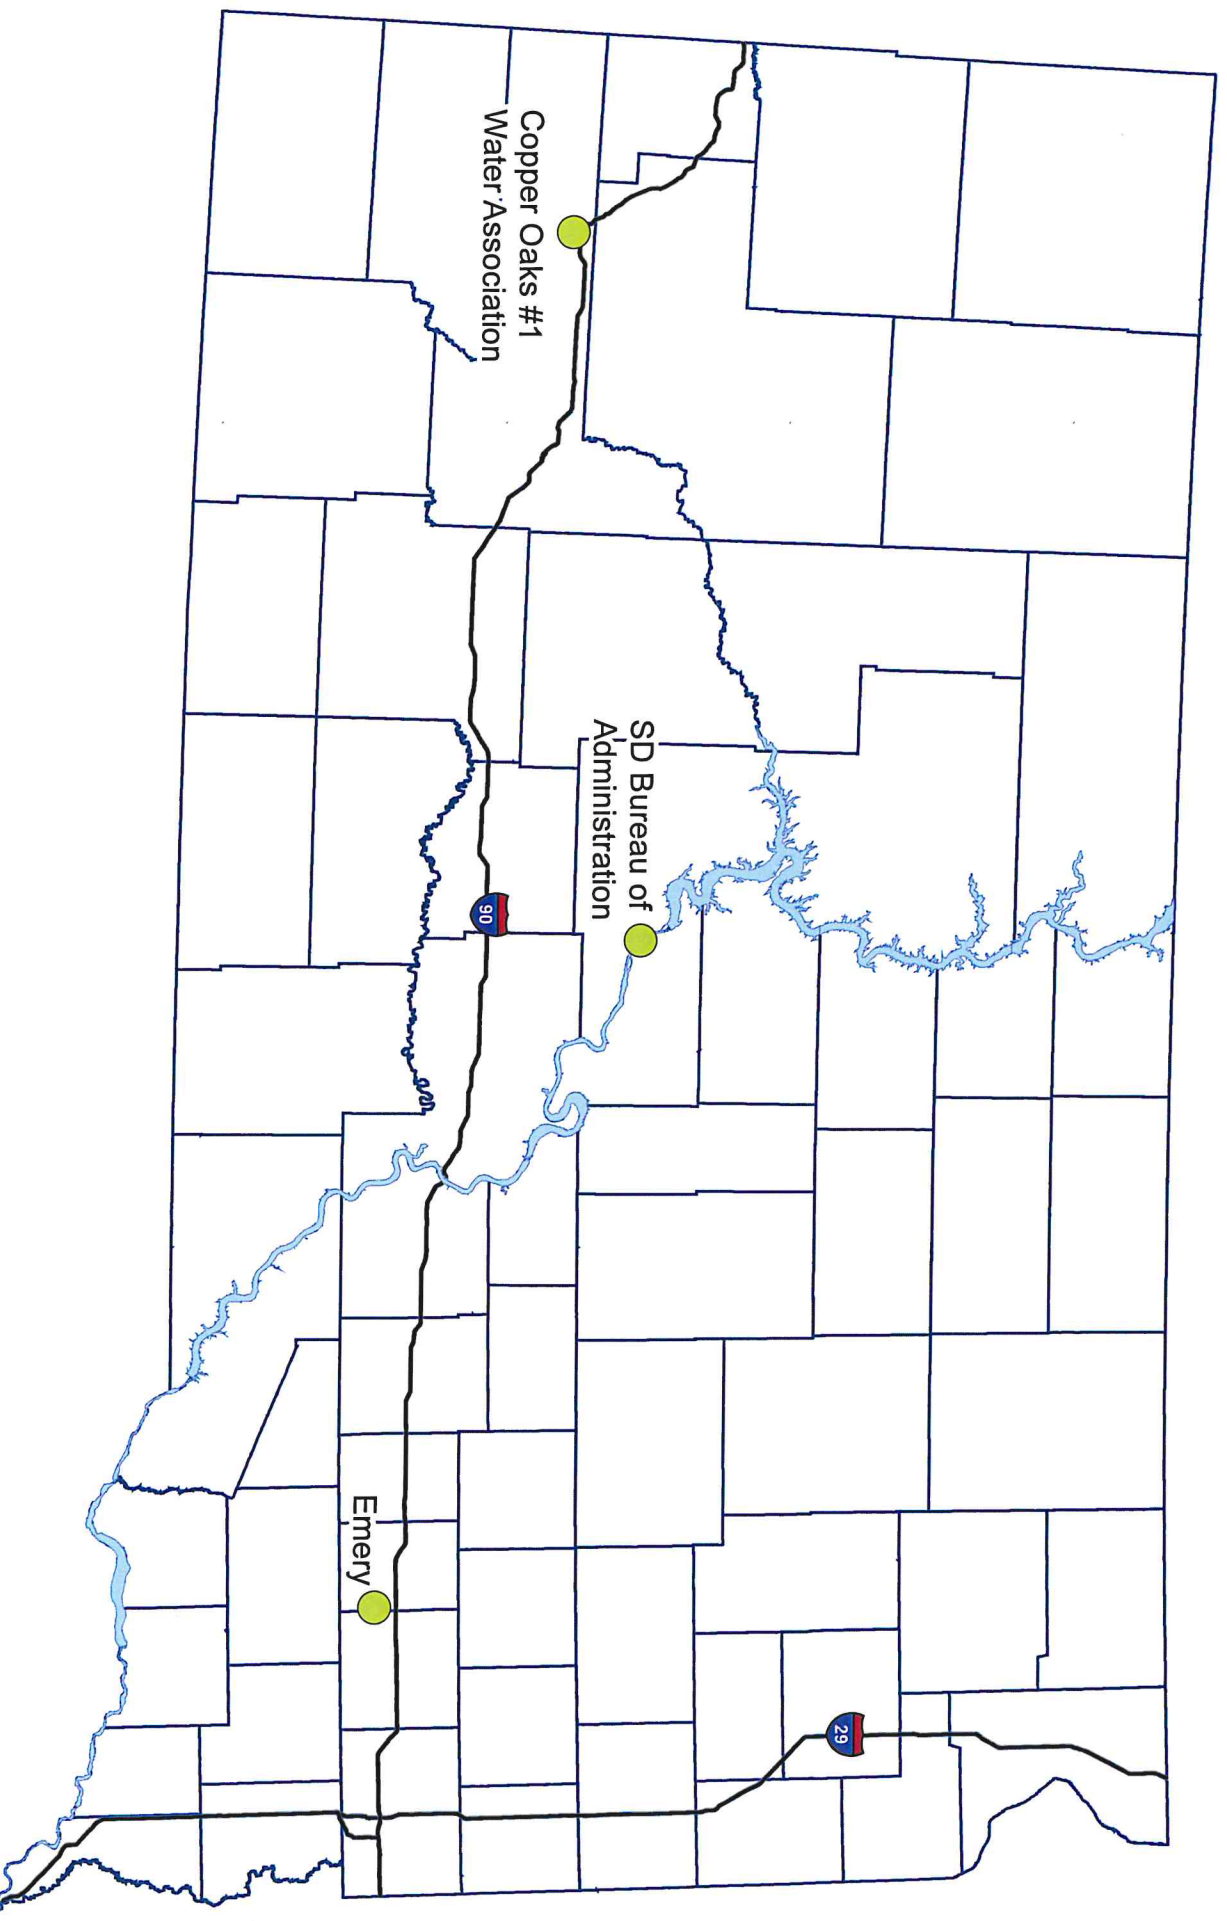 Copper Oaks #1
Water Association
SD Bureau of
Administration
90
Emery
29